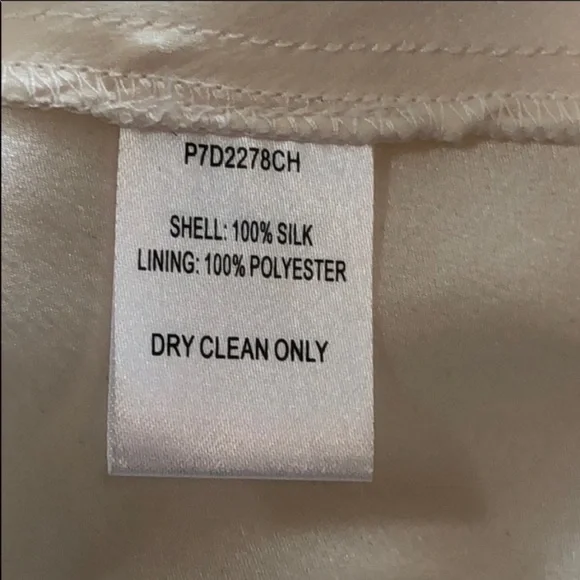 P7D2278CH
SHELL: 100% SILK
LINING: 100% POLYESTER
DRY CLEAN ONLY